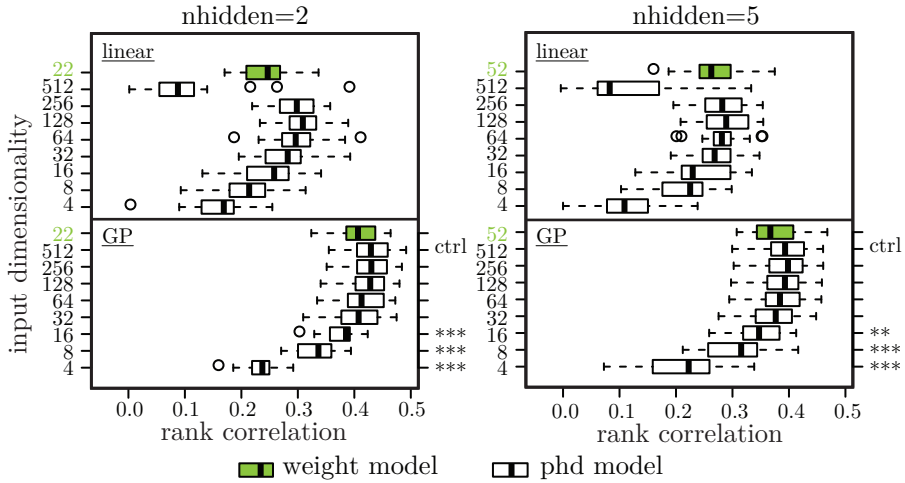 nhidden=2
nhidden=5
input dimensionality
linear
22
512
256
128
64
32
16
8
4
GP
22
512
256
128
64
32
16
8
4
ctrl
***
***
***
0.0 0.1 0.2 0.3 0.4 0.5
rank correlation
linear
52
512
256
128
64
32
16
8
4
GP
52
512
256
128
64
32
16
8
4
ctrl
**
***
***
0.0 0.1 0.2 0.3 0.4 0.5
rank correlation
weight model
phd model